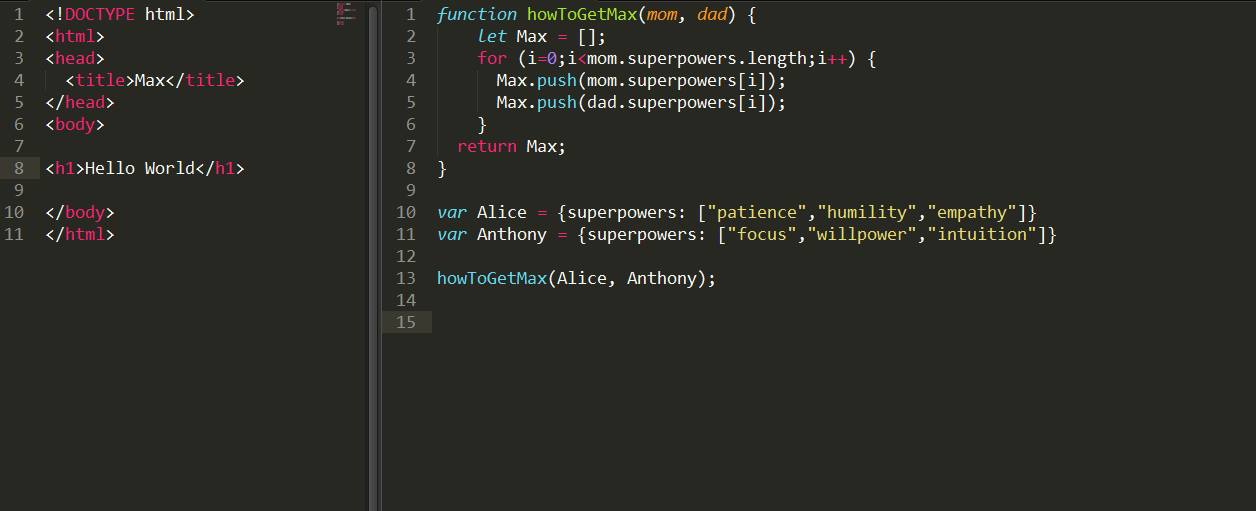 1 <!DOCTYPE html>
2 <html>
3 <head>
4   <title>Max</title>
5 </head>
6 <body>
7
8 <h1>Hello World</h1>
9
10 </body>
11 </html>
1 function howToGetMax(mom, dad) {
2     let Max = [];
3     for (i=0;i<mom.superpowers.length;i++) {
4       Max.push(mom.superpowers[i]);
5       Max.push(dad.superpowers[i]);
6     }
7   return Max;
8 }
9
10 var Alice = {superpowers: ["patience","humility","empathy"]}
11 var Anthony = {superpowers: ["focus","willpower","intuition"]}
12
13 howToGetMax(Alice, Anthony);
14
15